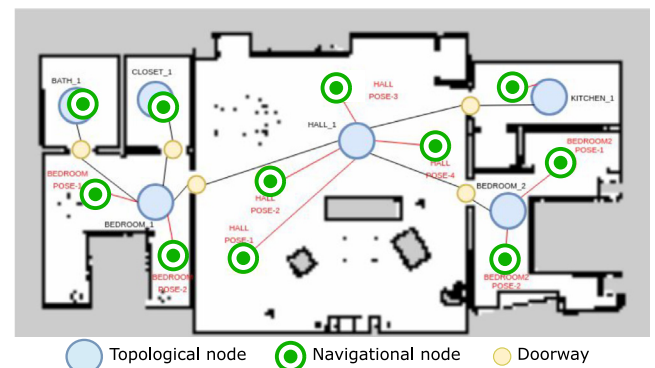 BATH_1
CLOSET_1
HALL
POSE-3
HALL_1
KITCHEN_1
BEDROOM2
POSE-1
HALL
POSE-4
BEDROOM
POSE-1
BEDROOM_2
HALL
POSE-2
BEDROOM_1
HALL
POSE-1
BEDROOM
POSE-2
BEDROOM2
POSE-2
Topological node
Navigational node
Doorway